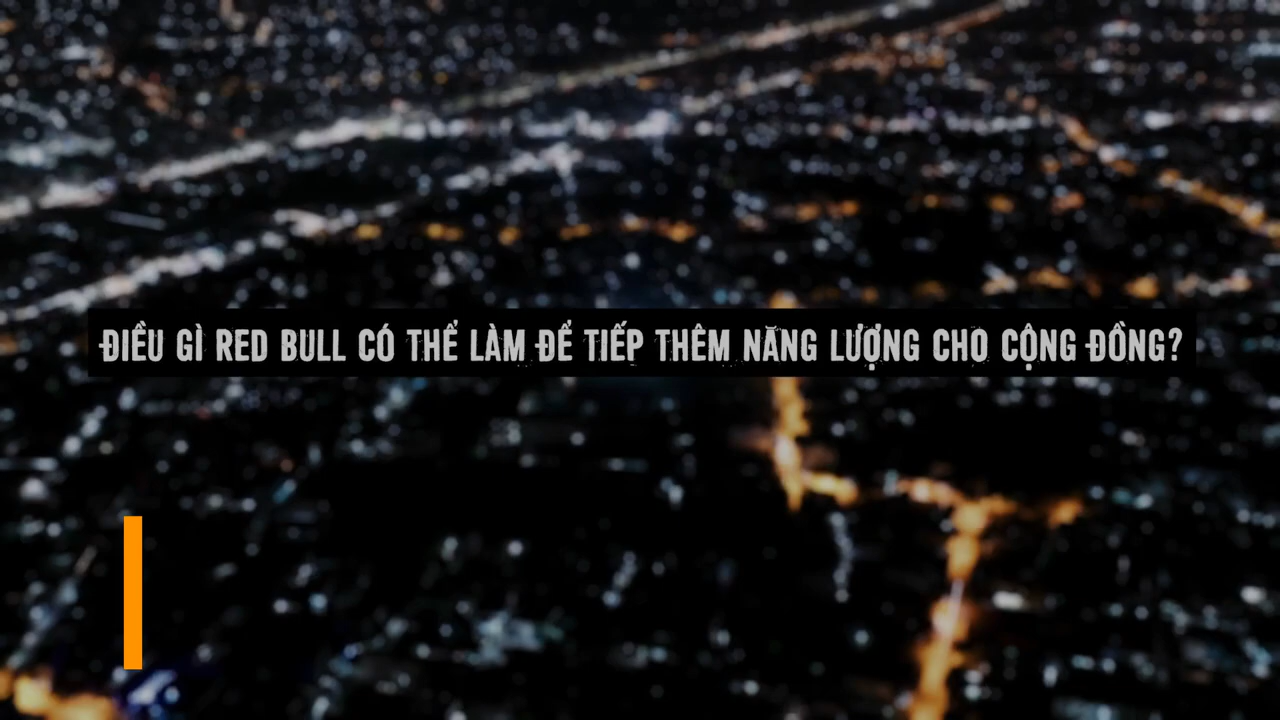 ĐIỀU GÌ RED BULL CÓ THỂ LÀM ĐỂ TIẾP THÊM NĂNG LƯỢNG CHO CỘNG ĐỒNG?